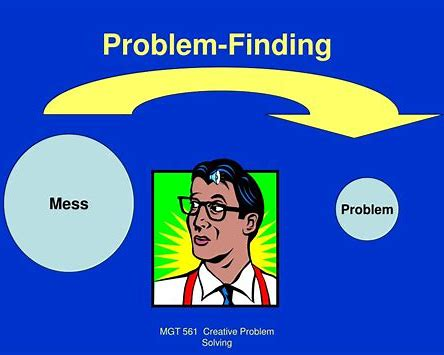 Problem-Finding
Mess
Problem
MGT 561  Creative Problem
Solving